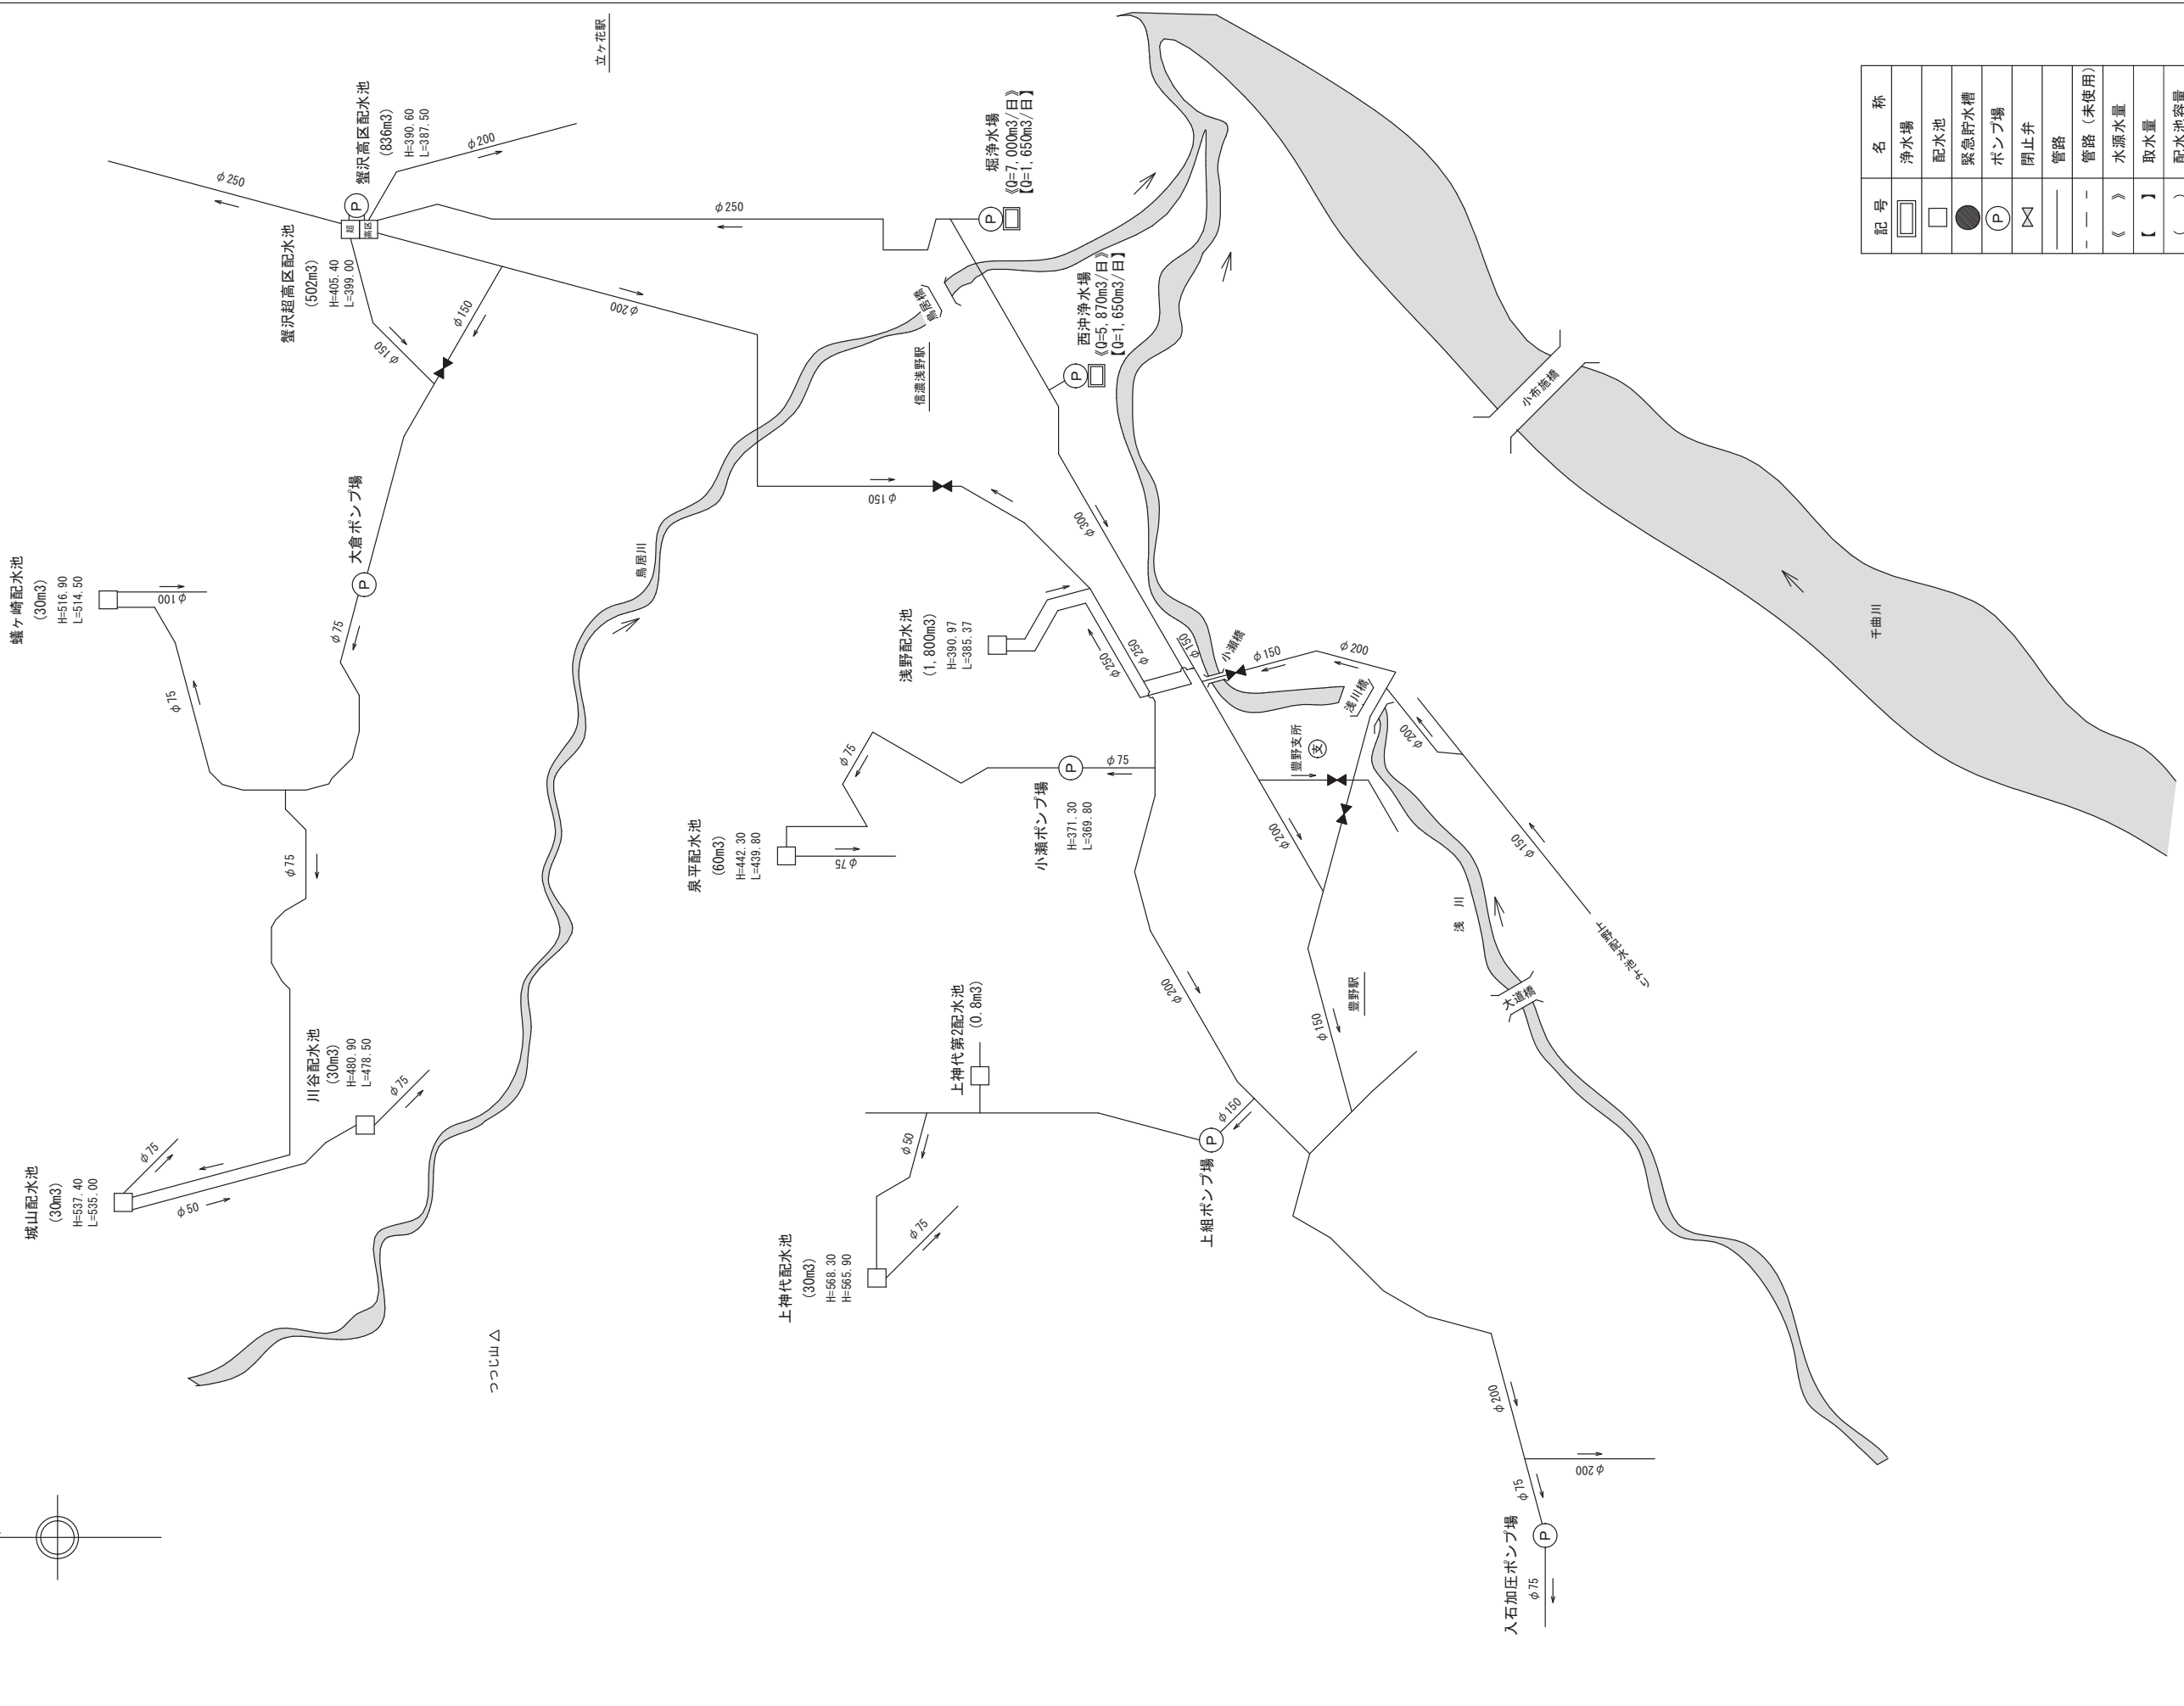 立ヶ花駅
蟹沢高区配水池
(836m3)
H=390.60
L=387.50
φ200
φ250
P
超
高区
蟹沢超高区配水池
(502m3)
H=405.40
L=399.00
φ150
φ150
φ200
φ250
堀浄水場
《Q=7,000m3/日》
【Q=1,650m3/日】
P
鳥居橋
信濃浅野駅
西沖浄水場
《Q=5,870m3/日》
【Q=1,650m3/日】
P
φ150
φ300
小布施橋
千曲川
蟻ヶ崎配水池
(30m3)
H=516.90
L=514.50
φ100
φ75
大倉ポンプ場
P
φ75
φ75
鳥居川
浅野配水池
(1,800m3)
H=390.97
L=385.37
φ250
φ250
φ150
小瀬橋
φ150
φ200
浅川橋
φ200
豊野支所
支
φ200
φ150
上野配水池より
泉平配水池
(60m3)
H=442.30
L=439.80
φ75
φ75
小瀬ポンプ場
H=371.30
L=369.80
P
φ75
φ200
浅川
大道橋
豊野駅
φ150
川谷配水池
(30m3)
H=480.90
L=478.50
φ75
城山配水池
(30m3)
H=537.40
L=535.00
φ75
φ50
つつじ山
上神代第2配水池
(0.8m3)
φ50
上神代配水池
(30m3)
H=568.30
H=565.90
φ75
上組ポンプ場
P
φ150
φ200
φ200
φ75
入石加圧ポンプ場
P
φ75
記号 名称
浄水場
配水池
緊急貯水槽
P ポンプ場
閉止弁
管路
管路(未使用)
《 》 水源水量
【 】 取水量
( ) 配水池容量